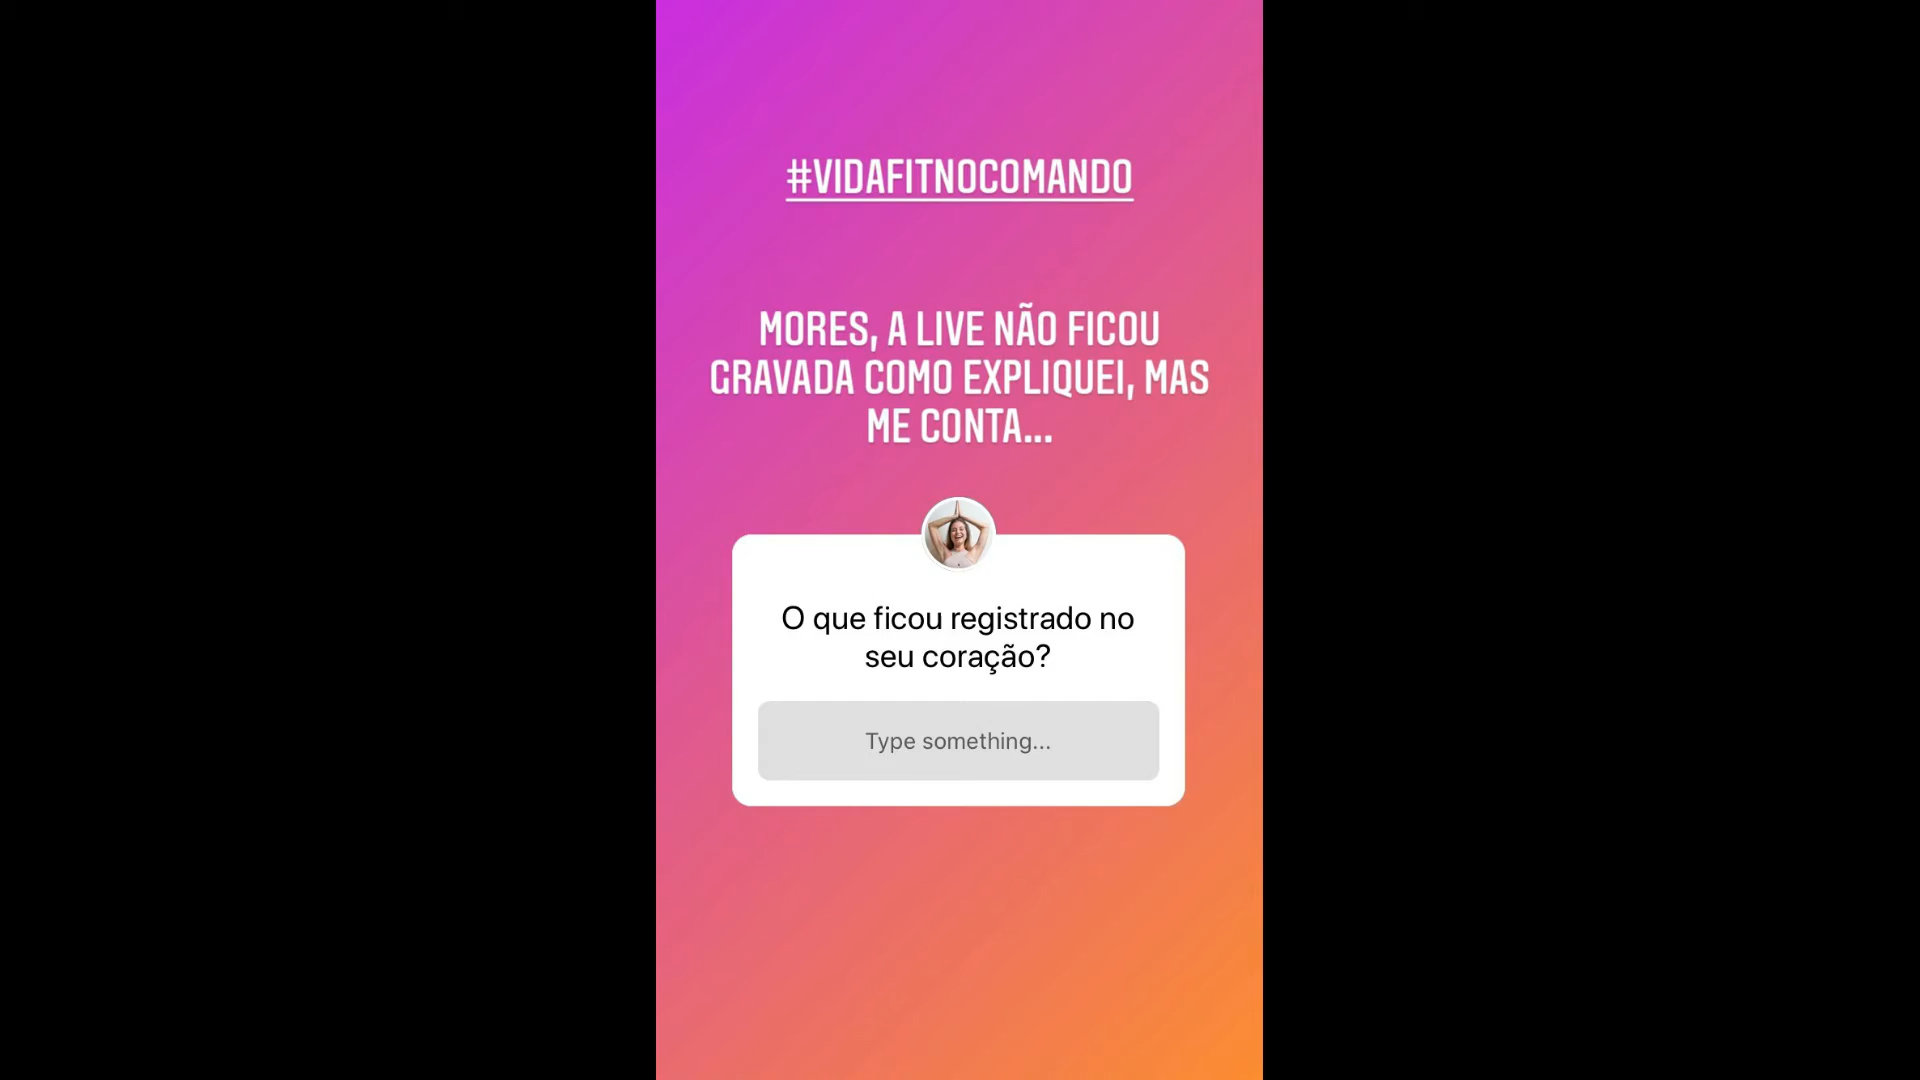 #VIDAFITNOCOMANDO
MORES, A LIVE NÃO FICOU
GRAVADA COMO EXPLIQUEI, MAS
ME CONTA...
O que ficou registrado no
seu coração?
Type something...